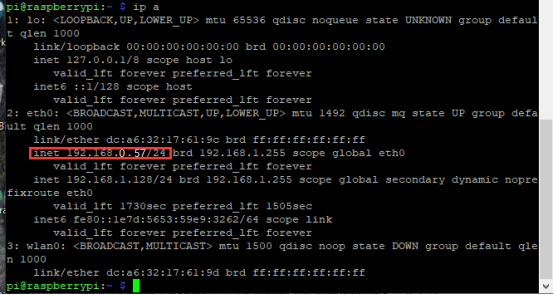 pi@raspberrypi:~ $ ip a
1: lo: <LOOPBACK,UP,LOWER_UP> mtu 65536 qdisc noqueue state UNKNOWN group defaul
t qlen 1000
link/loopback 00:00:00:00:00:00 brd 00:00:00:00:00:00
inet 127.0.0.1/8 scope host lo
valid_lft forever preferred_lft forever
inet6 ::1/128 scope host
valid_lft forever preferred_lft forever
2: eth0: <BROADCAST,MULTICAST,UP,LOWER_UP> mtu 1492 qdisc mq state UP group defa
ult qlen 1000
link/ether dc:a6:32:17:61:9c brd ff:ff:ff:ff:ff:ff
inet 192.168.0.57/24 brd 192.168.1.255 scope global eth0
valid_lft forever preferred_lft forever
inet 192.168.1.128/24 brd 192.168.1.255 scope global secondary dynamic nopre
fixroute eth0
valid_lft 1730sec preferred_lft 1505sec
inet6 fe80::1e7d:5653:59e9:3262/64 scope link
valid_lft forever preferred_lft forever
3: wlan0: <BROADCAST,MULTICAST> mtu 1500 qdisc noop state DOWN group default qle
n 1000
link/ether dc:a6:32:17:61:9d brd ff:ff:ff:ff:ff:ff
pi@raspberrypi:~ $